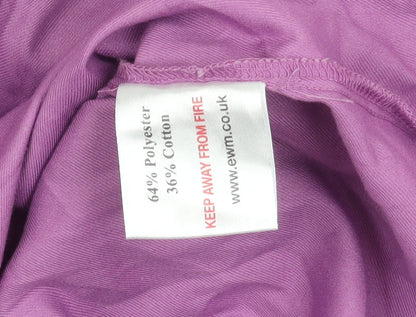 64% Polyester
36% Cotton
KEEP AWAY FROM FIRE
www.ewm.co.uk